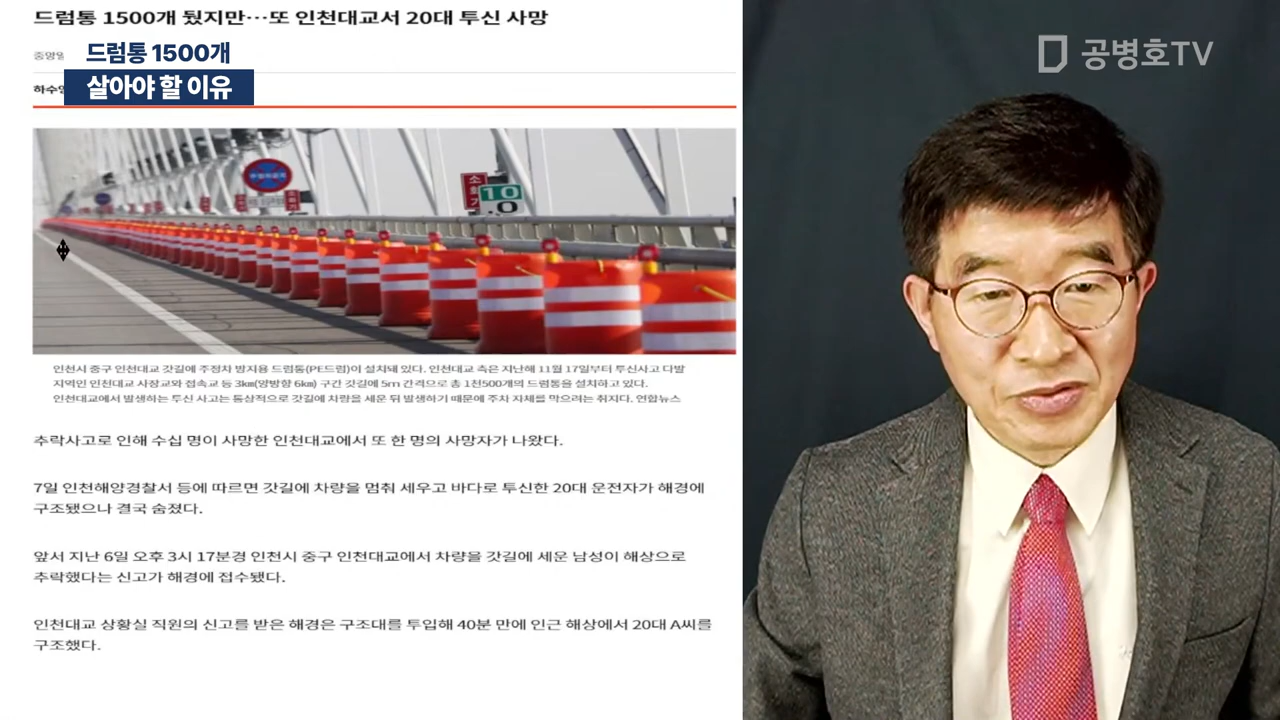 드럼통 1500개 뒀지만…또 인천대교서 20대 투신 사망
중앙일
드럼통 1500개
하수영
살아야 할 이유
공병호TV
소화기
10
0
인천시 중구 인천대교 갓길에 주정차 방지용 드럼통(PE드럼)이 설치돼 있다. 인천대교 측은 지난해 11월 17일부터 투신사고 다발
지역인 인천대교 사장교와 접속교 등 3㎞(양방향 6㎞) 구간 갓길에 5m 간격으로 총 1천500개의 드럼통을 설치하고 있다.
인천대교에서 발생하는 투신 사고는 통상적으로 갓길에 차량을 세운 뒤 발생하기 때문에 주차 자체를 막으려는 취지다. 연합뉴스
추락사고로 인해 수십 명이 사망한 인천대교에서 또 한 명의 사망자가 나왔다.
7일 인천해양경찰서 등에 따르면 갓길에 차량을 멈춰 세우고 바다로 투신한 20대 운전자가 해경에
구조됐으나 결국 숨졌다.
앞서 지난 6일 오후 3시 17분경 인천시 중구 인천대교에서 차량을 갓길에 세운 남성이 해상으로
추락했다는 신고가 해경에 접수됐다.
인천대교 상황실 직원의 신고를 받은 해경은 구조대를 투입해 40분 만에 인근 해상에서 20대 A씨를
구조했다.